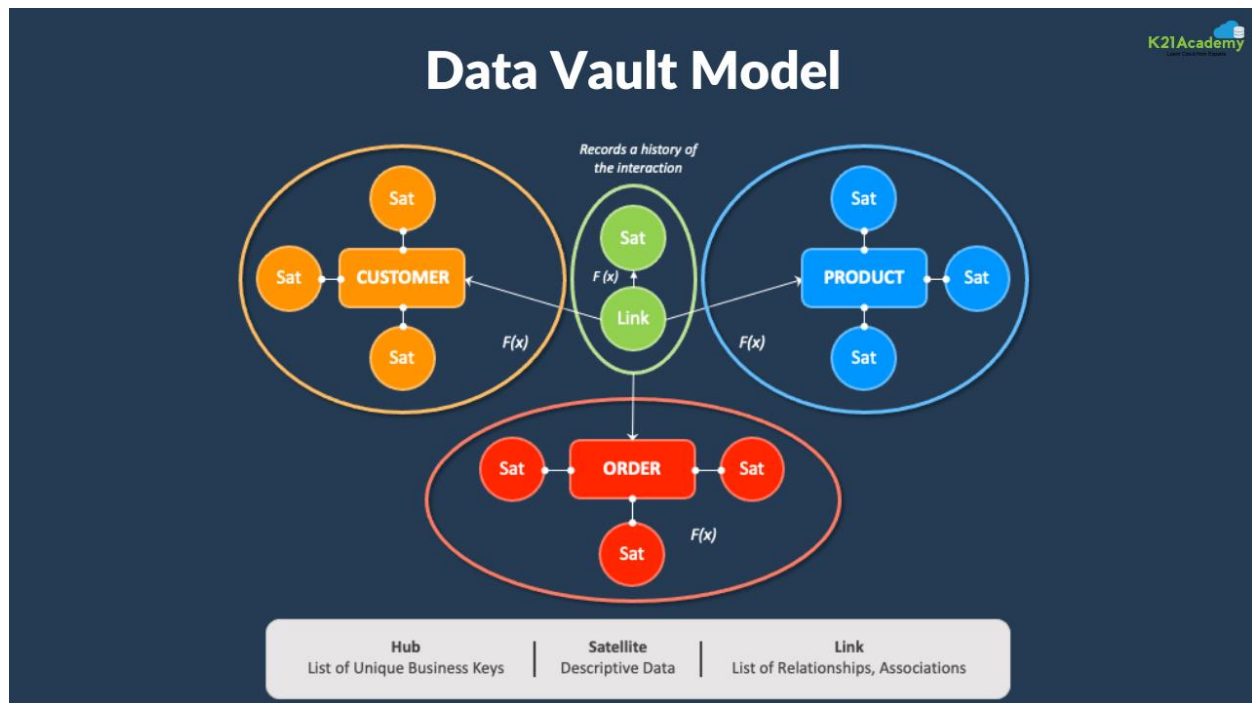 K21Academy
Data Vault Model
Records a history of
the interaction
Sat
Sat
CUSTOMER
Sat
F(x)
Sat
F (x)
Link
Sat
PRODUCT
Sat
Sat
F(x)
Sat
ORDER
Sat
Sat
F(x)
Hub
List of Unique Business Keys
Satellite
Descriptive Data
Link
List of Relationships, Associations